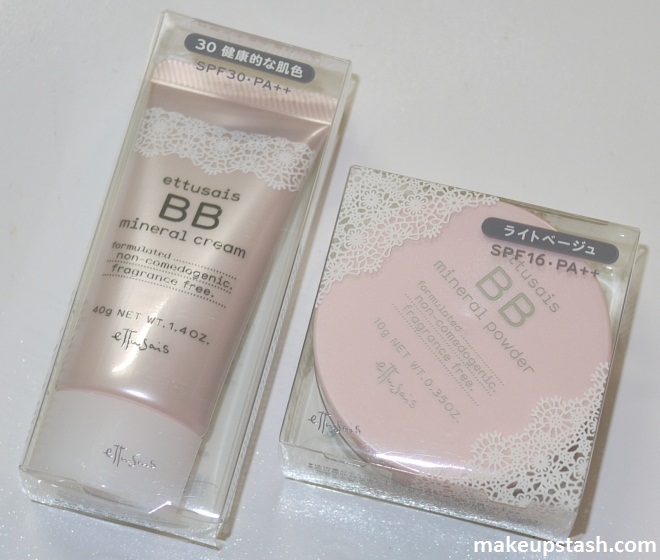 30 健康的な肌色
SPF30・PA++
ettusais
BB
mineral cream
formulated
non-comedogenic.
fragrance free.
40g NET WT.1.4OZ.
ettusais
ettusais
ライトベージュ
SPF16・PA++
ettusais
BB
mineral powder
formulated
non-comedogenic.
fragrance free.
10g NET WT.0.35OZ.
ettusais
ettusais
makeupstash.com